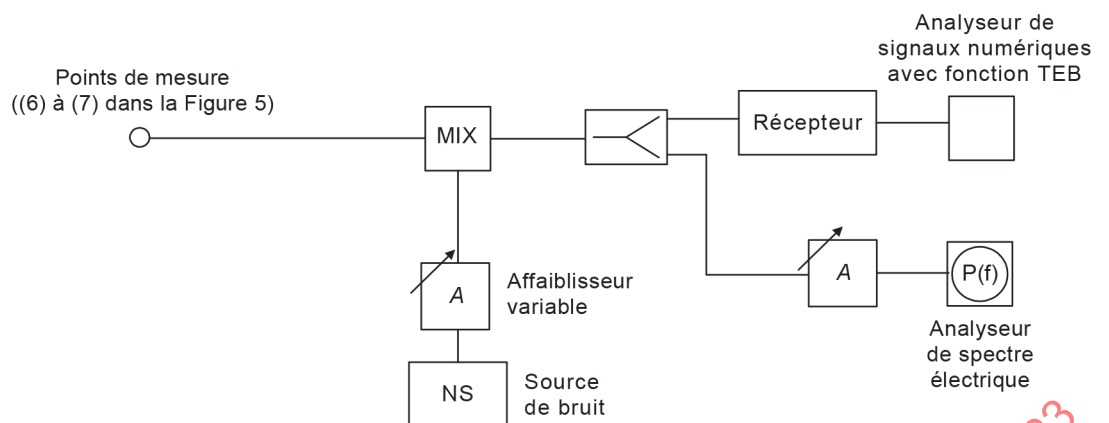 Analyseur de
signaux numériques
avec fonction TEB
Points de mesure
((6) à (7) dans la Figure 5)
MIX
Récepteur
A
Affaiblisseur
variable
A
P(f)
Analyseur
de spectre
électrique
NS
Source
de bruit